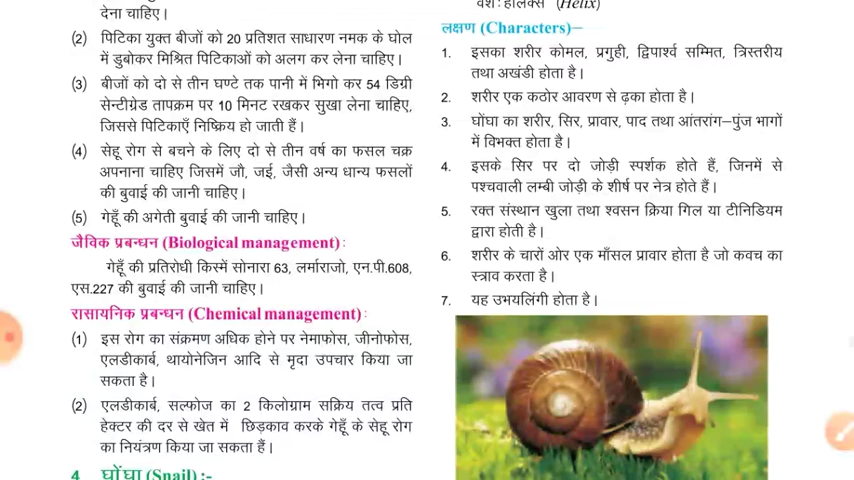 देना चाहिए।
(2) पिटिका युक्त बीजों को 20 प्रतिशत साधारण नमक के घोल
में डुबोकर मिश्रित पिटिकाओं को अलग कर लेना चाहिए।
(3) बीजों को दो से तीन घण्टे तक पानी में भिगो कर 54 डिग्री
सेन्टीग्रेड तापक्रम पर 10 मिनट रखकर सुखा लेना चाहिए,
जिससे पिटिकाएँ निष्क्रिय हो जाती हैं।
(4) सेहू रोग से बचने के लिए दो से तीन वर्ष का फसल चक्र
अपनाना चाहिए जिसमें जौ, जई, जैसी अन्य धान्य फसलों
की बुवाई की जानी चाहिए।
(5) गेहूँ की अगेती बुवाई की जानी चाहिए।
जैविक प्रबन्धन (Biological management):
गेहूँ की प्रतिरोधी किस्में सोनारा 63, लर्माराजो, एन.पी.608,
एस.227 की बुवाई की जानी चाहिए।
रासायनिक प्रबन्धन (Chemical management):
(1) इस रोग का संक्रमण अधिक होने पर नेमाफोस, जीनोफोस,
एलडीकार्ब, थायोनेजिन आदि से मृदा उपचार किया जा
सकता है।
(2) एलडीकार्ब, सल्फोज का 2 किलोग्राम सक्रिय तत्व प्रति
हेक्टर की दर से खेत में छिड़काव करके गेहूँ के सेहू रोग
का नियंत्रण किया जा सकता हैं।
4 घोंघा (Snail) :-
वंश: हीलिक्स (Helix)
लक्षण (Characters)–
1. इसका शरीर कोमल, प्रगुही, द्विपार्श्व सम्मित, त्रिस्तरीय
तथा अखंडी होता है।
2. शरीर एक कठोर आवरण से ढ़का होता है।
3. घोंघा का शरीर, सिर, प्रावार, पाद तथा आंतरांग–पुंज भागों
में विभक्त होता है।
4. इसके सिर पर दो जोड़ी स्पर्शक होते हैं, जिनमें से
पश्चवाली लम्बी जोड़ी के शीर्ष पर नेत्र होते हैं।
5. रक्त संस्थान खुला तथा श्वसन क्रिया गिल या टीनिडियम
द्वारा होती है।
6. शरीर के चारों ओर एक माँसल प्रावार होता है जो कवच का
स्त्राव करता है।
7. यह उभयलिंगी होता है।